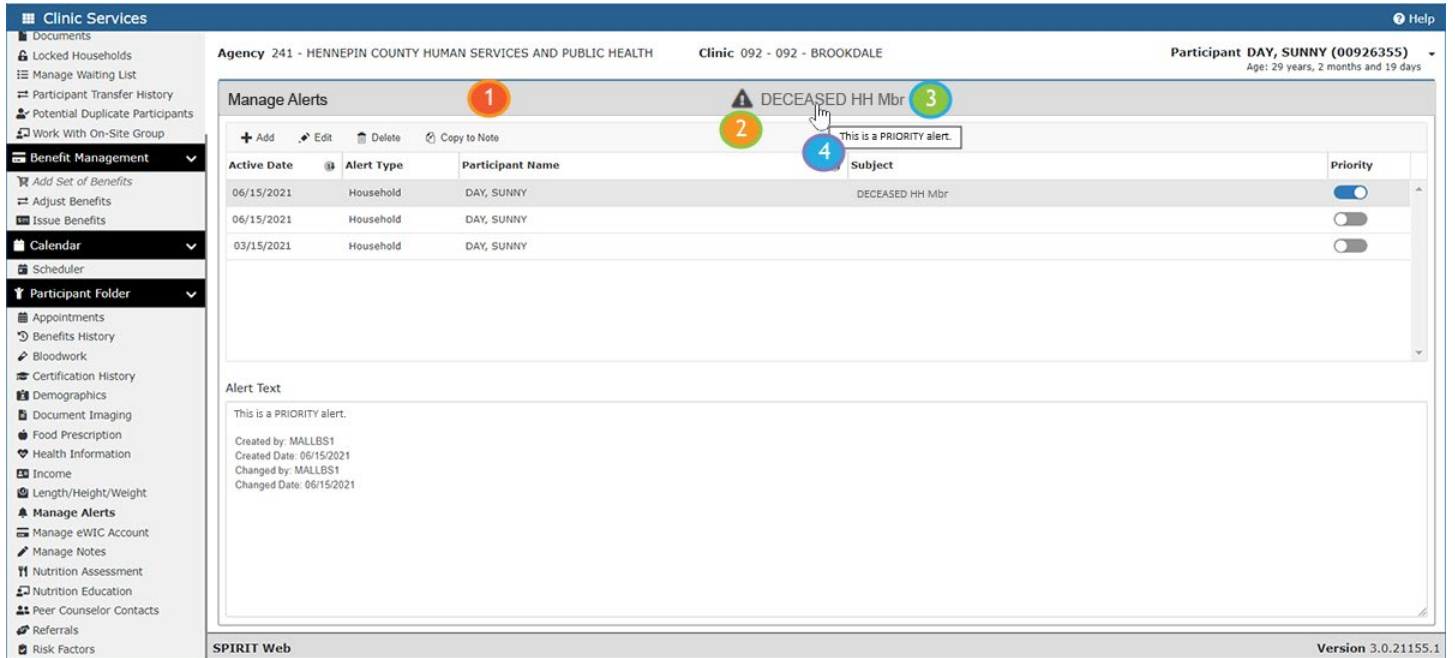 Clinic Services
Help
Documents
Locked Households
Manage Waiting List
Participant Transfer History
Potential Duplicate Participants
Work With On-Site Group
Benefit Management
Add Set of Benefits
Adjust Benefits
Issue Benefits
Calendar
Scheduler
Participant Folder
Appointments
Benefits History
Bloodwork
Certification History
Demographics
Document Imaging
Food Prescription
Health Information
Income
Length/Height/Weight
Manage Alerts
Manage eWIC Account
Manage Notes
Nutrition Assessment
Nutrition Education
Peer Counselor Contacts
Referrals
Risk Factors
Agency 241 - HENNEPIN COUNTY HUMAN SERVICES AND PUBLIC HEALTH Clinic 092 - 092 - BROOKDALE Participant DAY, SUNNY (00926355)
Age: 29 years, 2 months and 19 days
Manage Alerts 1 DECEASED HH Mbr 3
2
Add Edit Delete Copy to Note This is a PRIORITY alert.
4
Active Date Alert Type Participant Name Subject Priority
06/15/2021 Household DAY, SUNNY DECEASED HH Mbr
06/15/2021 Household DAY, SUNNY
03/15/2021 Household DAY, SUNNY
Alert Text
This is a PRIORITY alert.
Created by: MALLBS1
Created Date: 06/15/2021
Changed by: MALLBS1
Changed Date: 06/15/2021
SPIRIT Web Version 3.0.21155.1